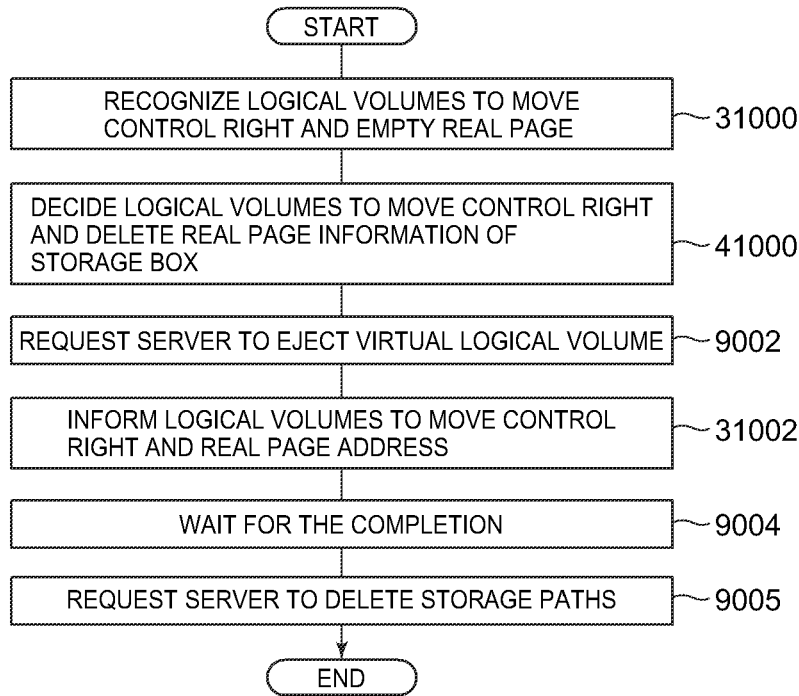 START
RECOGNIZE LOGICAL VOLUMES TO MOVE
CONTROL RIGHT AND EMPTY REAL PAGE
31000
DECIDE LOGICAL VOLUMES TO MOVE CONTROL RIGHT
AND DELETE REAL PAGE INFORMATION OF
STORAGE BOX
41000
REQUEST SERVER TO EJECT VIRTUAL LOGICAL VOLUME
9002
INFORM LOGICAL VOLUMES TO MOVE CONTROL
RIGHT AND REAL PAGE ADDRESS
31002
WAIT FOR THE COMPLETION
9004
REQUEST SERVER TO DELETE STORAGE PATHS
9005
END